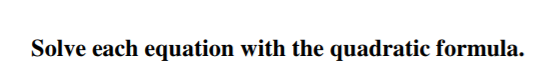 Solve each equation with the quadratic formula.